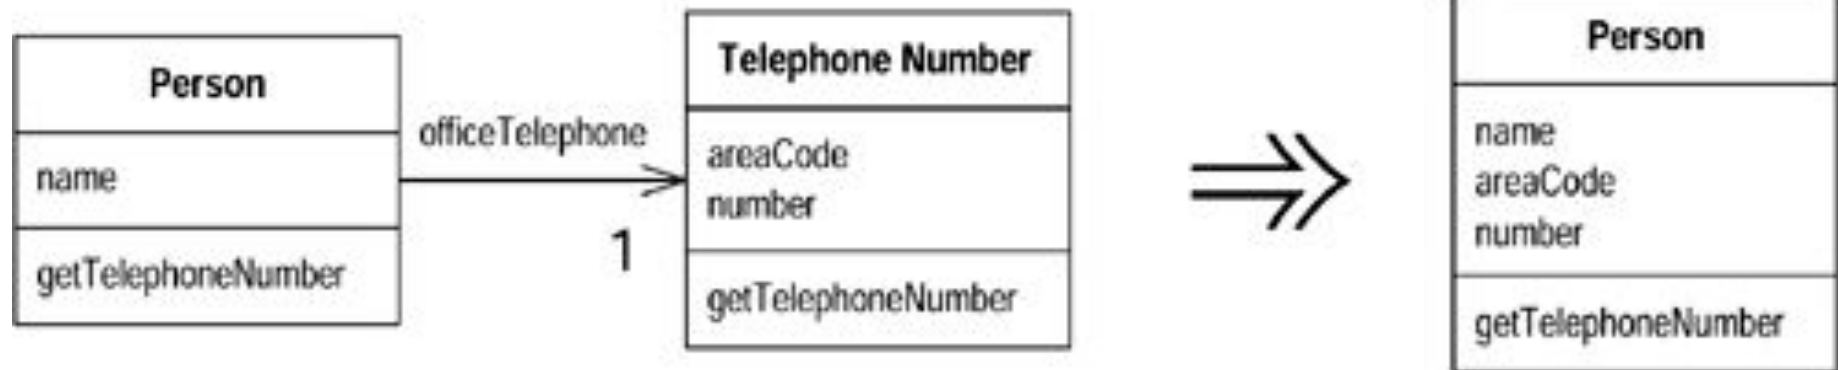 Person
name
getTelephoneNumber
officeTelephone
1
Telephone Number
areaCode
number
getTelephoneNumber
Person
name
areaCode
number
getTelephoneNumber